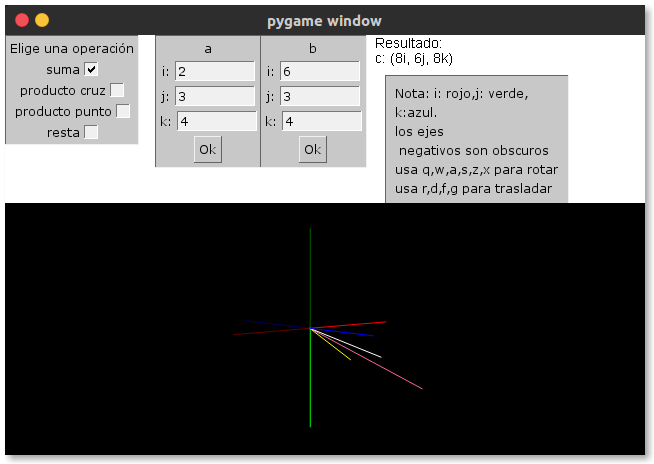 pygame window
Elige una operación
suma
producto cruz
producto punto
resta
a
i: 2
j: 3
k: 4
Ok
b
i: 6
j: 3
k: 4
Ok
Resultado:
c: (8i, 6j, 8k)
Nota: i: rojo,j: verde,
k:azul.
los ejes
negativos son obscuros
usa q,w,a,s,z,x para rotar
usa r,d,f,g para trasladar